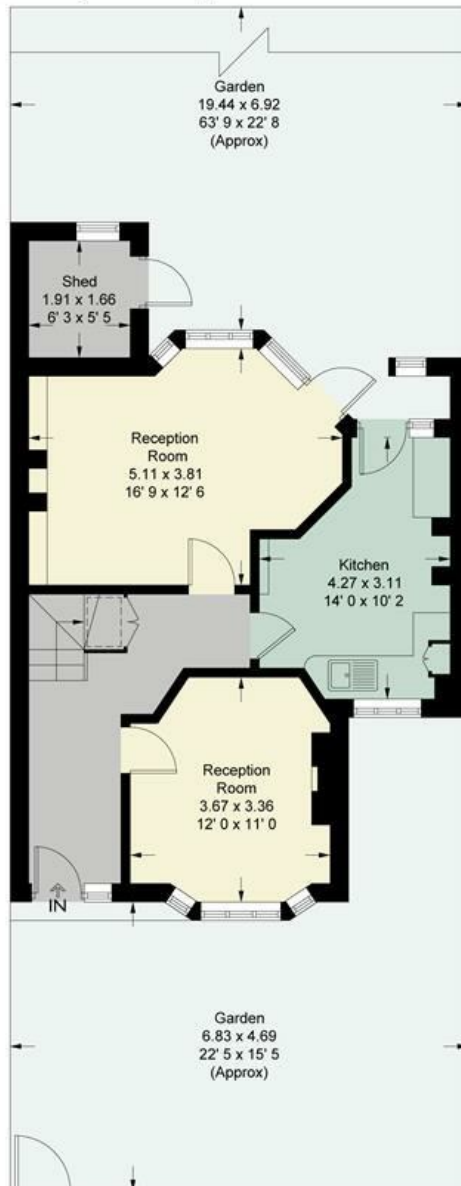 Garden
19.44 x 6.92
63' 9 x 22' 8
(Approx)
Shed
1.91 x 1.66
6' 3 x 5' 5
Reception
Room
5.11 x 3.81
16' 9 x 12' 6
Kitchen
4.27 x 3.11
14' 0 x 10' 2
Reception
Room
3.67 x 3.36
12' 0 x 11' 0
IN
Garden
6.83 x 4.69
22' 5 x 15' 5
(Approx)